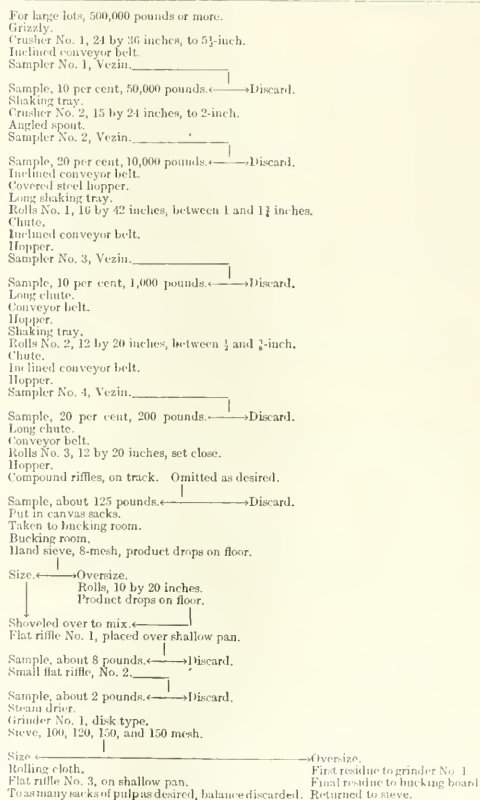 For large lots, 500,000 pounds or more.
Grizzly.
Crusher No. 1, 24 by 36 inches, to 5½-inch.
Inclined conveyor belt.
Sampler No. 1, Vezin.
Sample, 10 per cent, 50,000 pounds.←→Discard.
Shaking tray.
Crusher No. 2, 15 by 24 inches, to 2-inch.
Angled spout.
Sampler No. 2, Vezin.
Sample, 20 per cent, 10,000 pounds.←→Discard.
Inclined conveyor belt.
Covered steel hopper.
Long shaking tray.
Rolls No. 1, 16 by 42 inches, between 1 and inches.
Chute.
Inclined conveyor belt.
Hopper.
Sampler No. 3, Vezin.
Sample, 10 per cent, 1,000 pounds.←→Discard.
Long chute.
Conveyor belt.
Hopper.
Shaking tray.
Rolls No. 2, 12 by 20 inches, between and -inch.
Chute.
Inclined conveyor belt.
Hopper.
Sampler No. 4, Vezin.
Sample, 20 per cent, 200 pounds.←→Discard.
Long chute.
Conveyor belt.
Rolls No. 3, 12 by 20 inches, set close.
Hopper.
Compound riffles, on track. Omitted as desired.
Sample, about 125 pounds.←→Discard.
Put in canvas sacks.
Taken to bucking room.
Bucking room.
Hand sieve, 8-mesh, product drops on floor.
Size.←→Oversize.
Rolls, 10 by 20 inches.
Product drops on floor.
Shoveled over to mix.←
Flat riffle No. 1, placed over shallow pan.
Sample, about 8 pounds.←→Discard.
Small flat riffle, No. 2.
Sample, about 2 pounds.←→Discard.
Steam drier.
Grinder No. 1, disk type.
Sieve, 100, 120, 150, and 150 mesh.
Size←→Oversize.
Rolling cloth. First residue to grinder No 1
Flat riffle No. 3, on shallow pan. Final residue to bucking board
To as many sacks of pulp as desired, balance discarded. Returned to sieve.